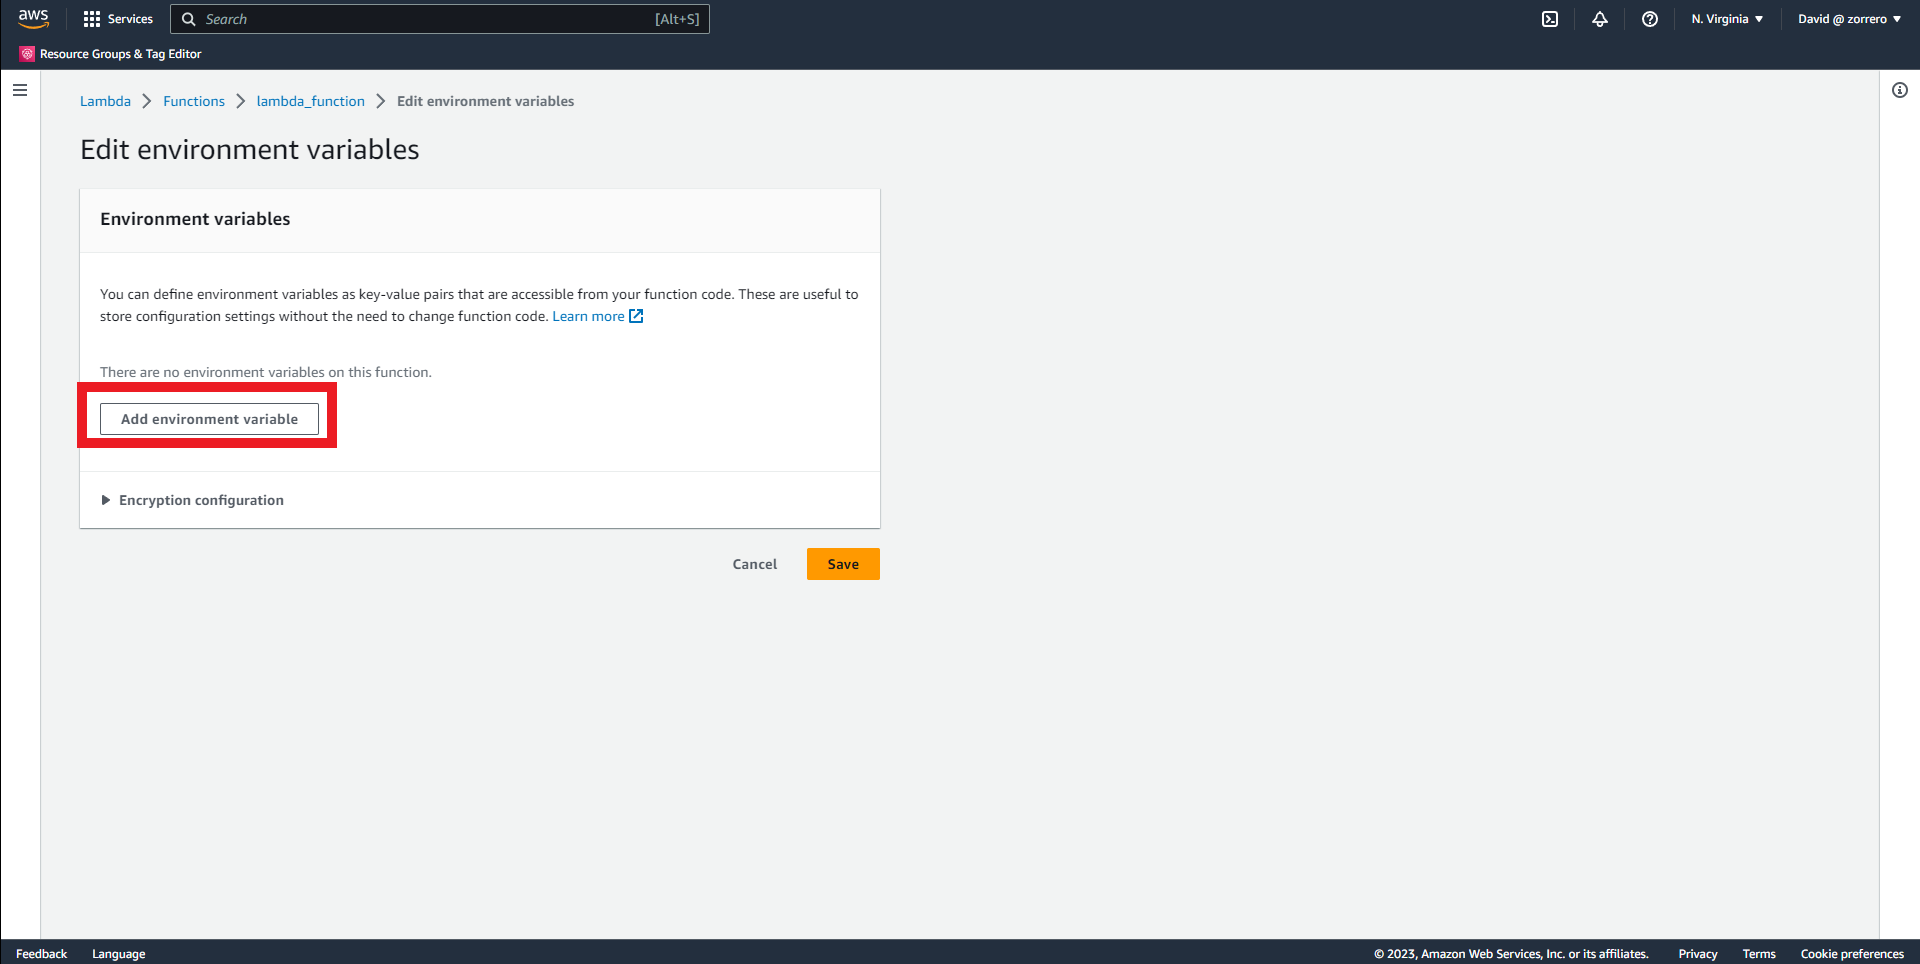 aws
Services
Search
[Alt+S]
N. Virginia
David @ zorrero
Resource Groups & Tag Editor
Lambda
Functions
lambda_function
Edit environment variables
Edit environment variables
Environment variables
You can define environment variables as key-value pairs that are accessible from your function code. These are useful to
store configuration settings without the need to change function code. Learn more
There are no environment variables on this function.
Add environment variable
Encryption configuration
Cancel
Save
Feedback
Language
© 2023, Amazon Web Services, Inc. or its affiliates.
Privacy
Terms
Cookie preferences